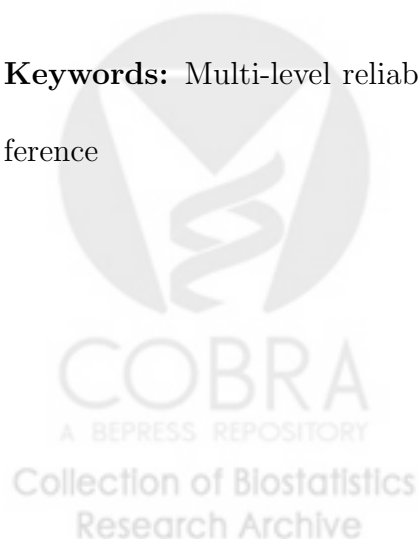 Keywords: Multi-level reliab
ference
COBRA
A BEPRESS REPOSITORY
Collection of Biostatistics
Research Archive